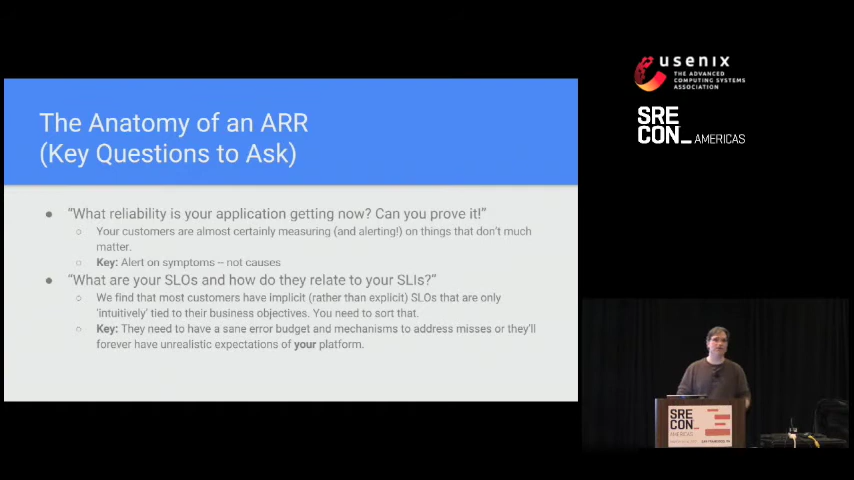 The Anatomy of an ARR
(Key Questions to Ask)
● "What reliability is your application getting now? Can you prove it!"
○ Your customers are almost certainly measuring (and alerting!) on things that don't much
matter.
○ Key: Alert on symptoms – not causes
● "What are your SLOs and how do they relate to your SLIs?"
○ We find that most customers have implicit (rather than explicit) SLOs that are only
'intuitively' tied to their business objectives. You need to sort that.
○ Key: They need to have a sane error budget and mechanisms to address misses or they'll
forever have unrealistic expectations of your platform.
usenix
THE ADVANCED
COMPUTING SYSTEMS
ASSOCIATION
SRE
CON_ AMERICAS
SRE
CON_
AMERICAS